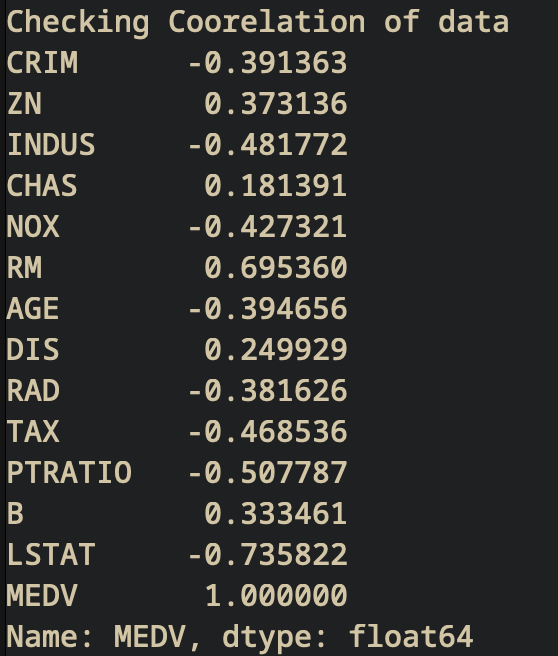 Checking Coorelation of data
CRIM -0.391363
ZN 0.373136
INDUS -0.481772
CHAS 0.181391
NOX -0.427321
RM 0.695360
AGE -0.394656
DIS 0.249929
RAD -0.381626
TAX -0.468536
PTRATIO -0.507787
B 0.333461
LSTAT -0.735822
MEDV 1.000000
Name: MEDV, dtype: float64